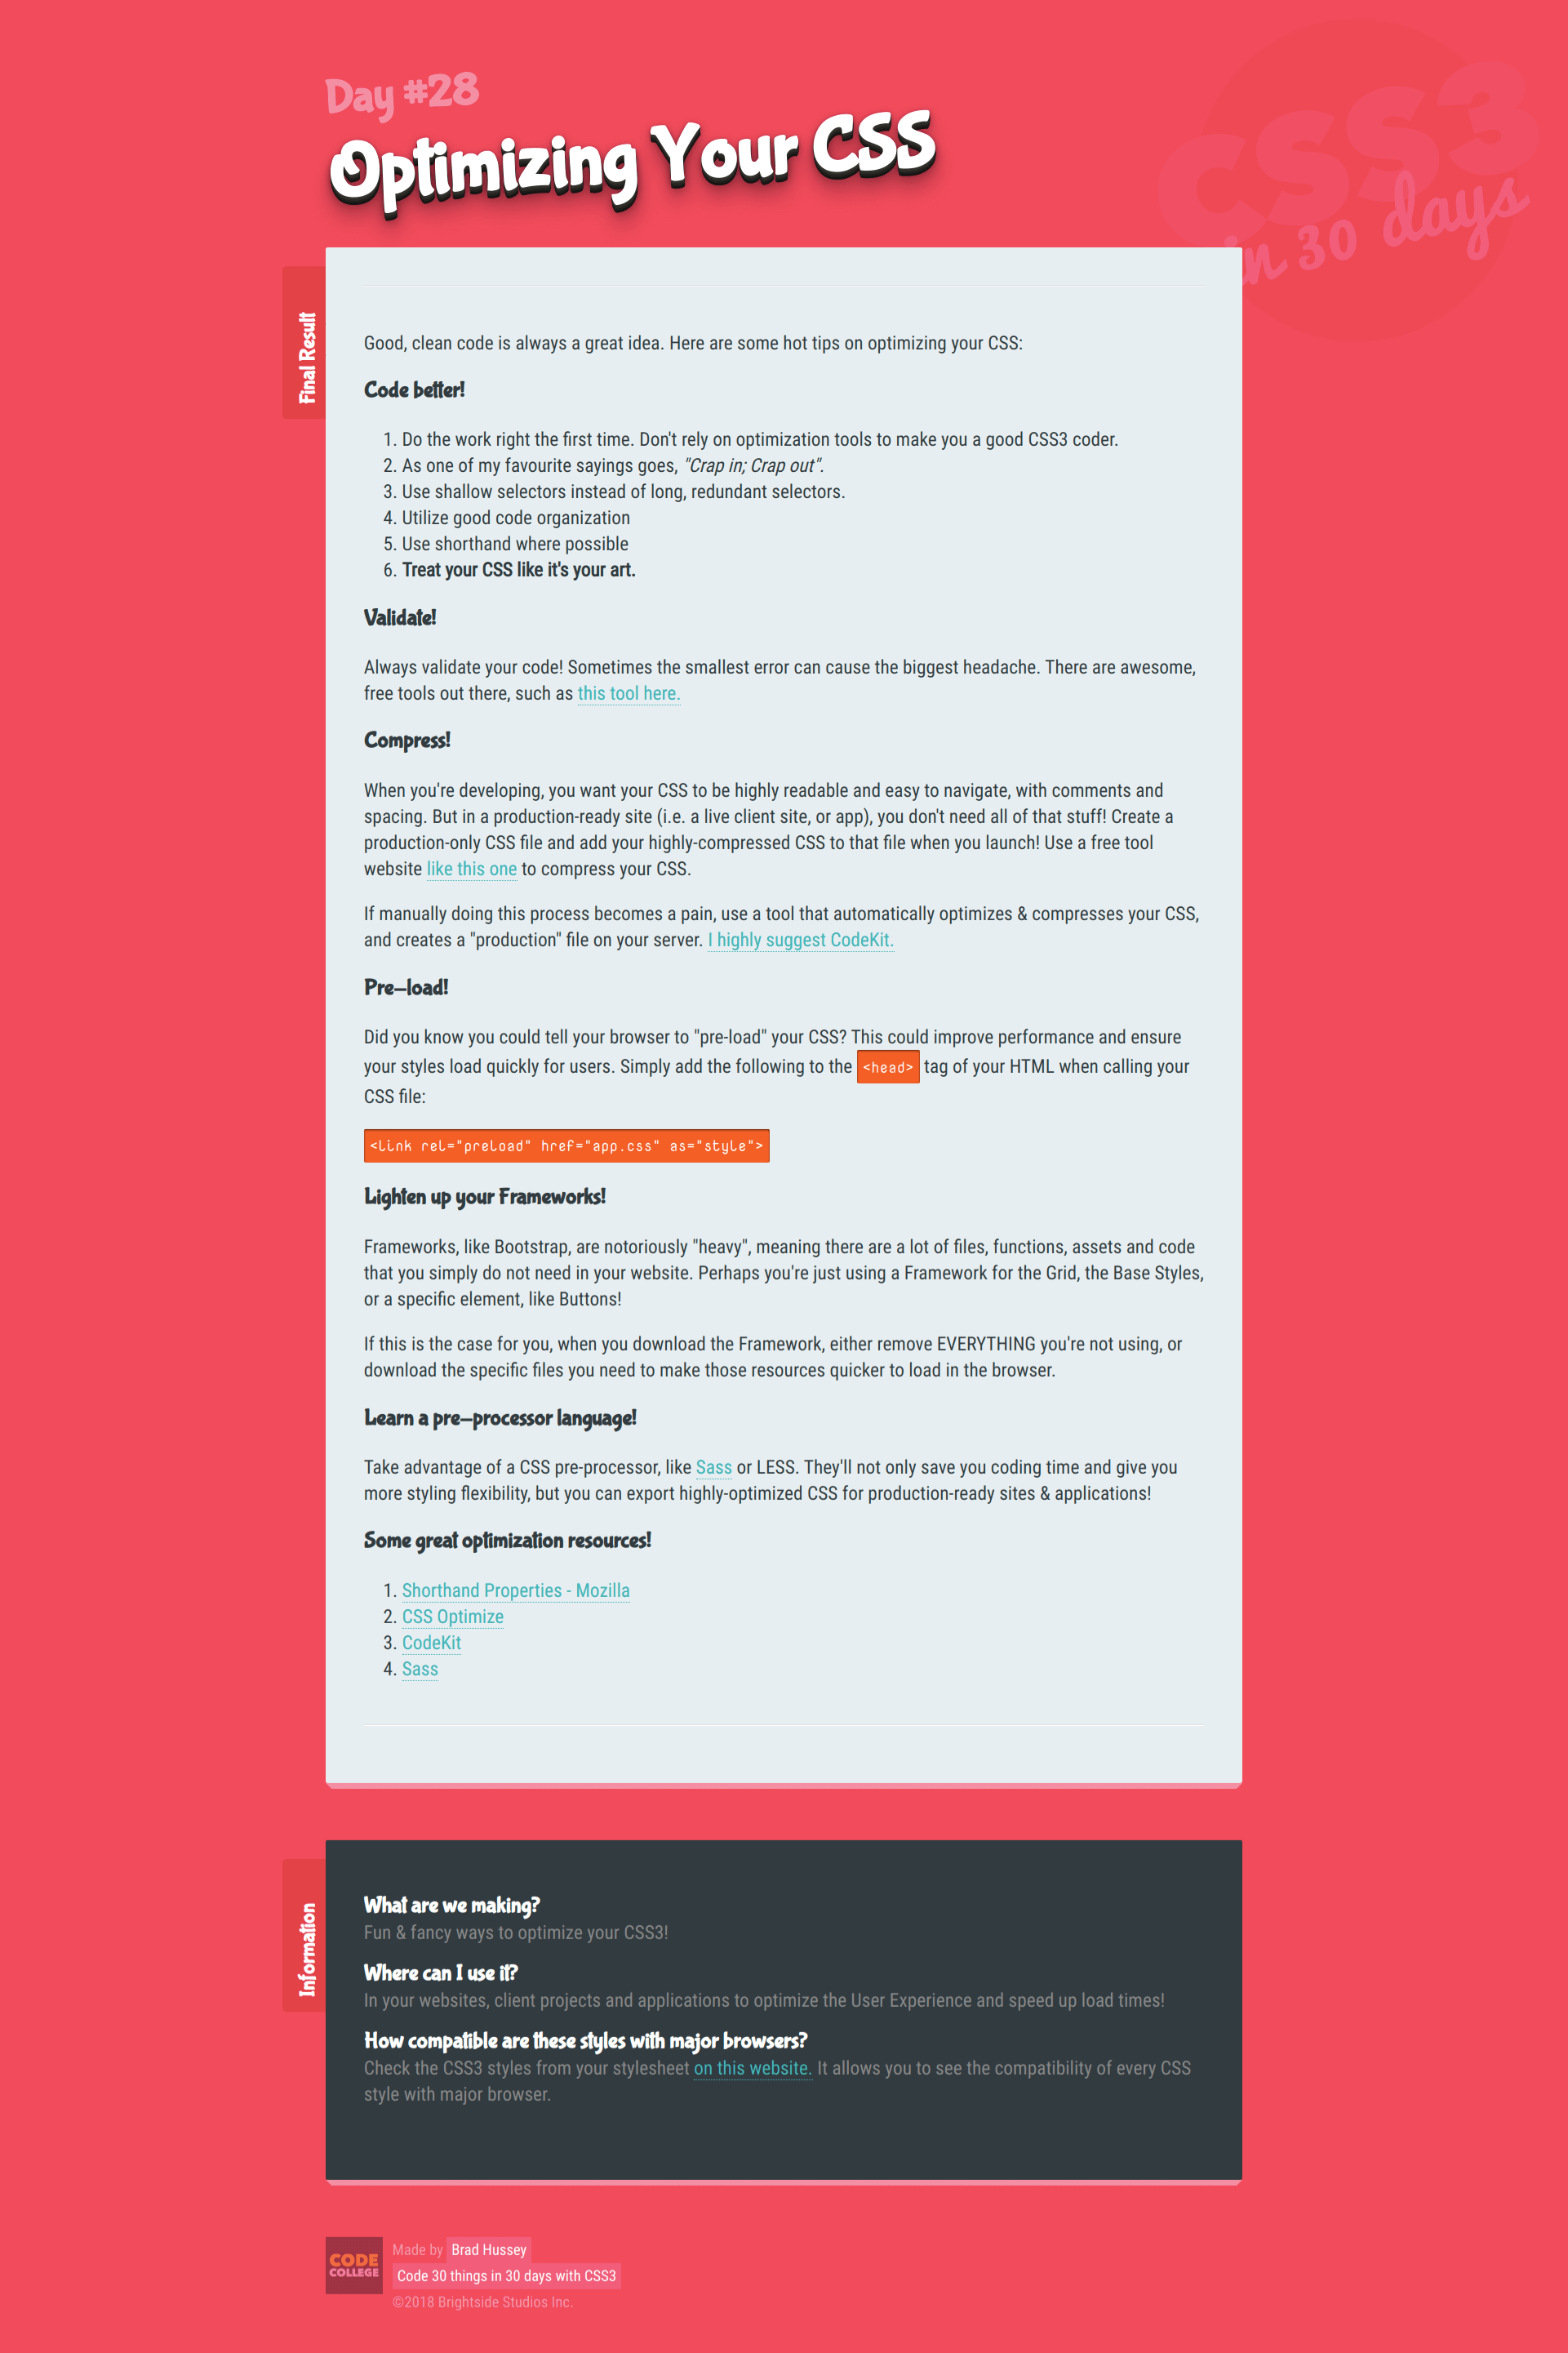 Day #28
Optimizing Your CSS
CSS3
in 30 days
Final Result
Good, clean code is always a great idea. Here are some hot tips on optimizing your CSS:
Code better!
1. Do the work right the first time. Don't rely on optimization tools to make you a good CSS3 coder.
2. As one of my favourite sayings goes, "Crap in; Crap out".
3. Use shallow selectors instead of long, redundant selectors.
4. Utilize good code organization
5. Use shorthand where possible
6. Treat your CSS like it's your art.
Validate!
Always validate your code! Sometimes the smallest error can cause the biggest headache. There are awesome,
free tools out there, such as this tool here.
Compress!
When you're developing, you want your CSS to be highly readable and easy to navigate, with comments and
spacing. But in a production-ready site (i.e. a live client site, or app), you don't need all of that stuff! Create a
production-only CSS file and add your highly-compressed CSS to that file when you launch! Use a free tool
website like this one to compress your CSS.
If manually doing this process becomes a pain, use a tool that automatically optimizes & compresses your CSS,
and creates a "production" file on your server. I highly suggest CodeKit.
Pre-load!
Did you know you could tell your browser to "pre-load" your CSS? This could improve performance and ensure
your styles load quickly for users. Simply add the following to the <head> tag of your HTML when calling your
CSS file:
<link rel="preload" href="app.css" as="style">
Lighten up your Frameworks!
Frameworks, like Bootstrap, are notoriously "heavy", meaning there are a lot of files, functions, assets and code
that you simply do not need in your website. Perhaps you're just using a Framework for the Grid, the Base Styles,
or a specific element, like Buttons!
If this is the case for you, when you download the Framework, either remove EVERYTHING you're not using, or
download the specific files you need to make those resources quicker to load in the browser.
Learn a pre-processor language!
Take advantage of a CSS pre-processor, like Sass or LESS. They'll not only save you coding time and give you
more styling flexibility, but you can export highly-optimized CSS for production-ready sites & applications!
Some great optimization resources!
1. Shorthand Properties - Mozilla
2. CSS Optimize
3. CodeKit
4. Sass
Information
What are we making?
Fun & fancy ways to optimize your CSS3!
Where can I use it?
In your websites, client projects and applications to optimize the User Experience and speed up load times!
How compatible are these styles with major browsers?
Check the CSS3 styles from your stylesheet on this website. It allows you to see the compatibility of every CSS
style with major browser.
CODE
COLLEGE
Made by Brad Hussey
Code 30 things in 30 days with CSS3
©2018 Brightside Studios Inc.